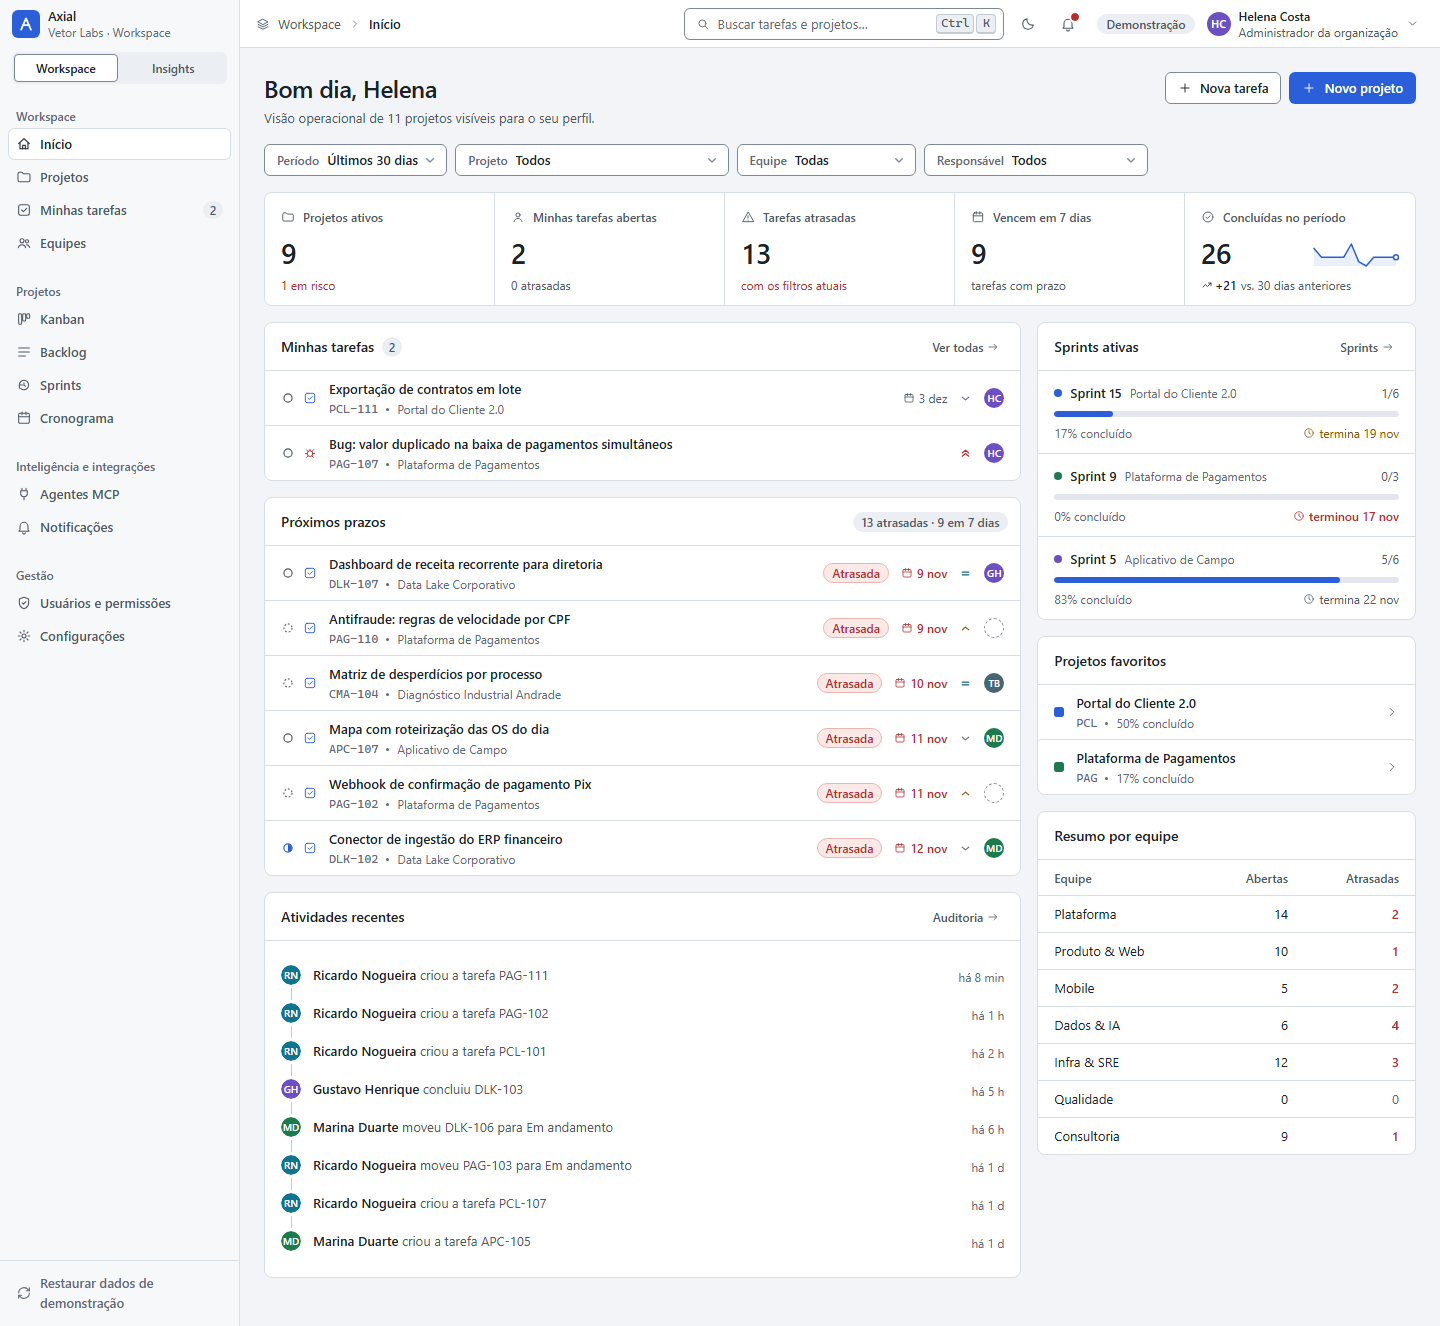 Axial
Vetor Labs · Workspace
Workspace
Insights
Workspace
Início
Projetos
Minhas tarefas
2
Equipes
Projetos
Kanban
Backlog
Sprints
Cronograma
Inteligência e integrações
Agentes MCP
Notificações
Gestão
Usuários e permissões
Configurações
Restaurar dados de
demonstração
Workspace
Início
Buscar tarefas e projetos...
Ctrl K
Demonstração
HC
Helena Costa
Administrador da organização
Bom dia, Helena
Visão operacional de 11 projetos visíveis para o seu perfil.
Nova tarefa
Novo projeto
Período Últimos 30 dias
Projeto Todos
Equipe Todas
Responsável Todos
Projetos ativos
9
1 em risco
Minhas tarefas abertas
2
0 atrasadas
Tarefas atrasadas
13
com os filtros atuais
Vencem em 7 dias
9
tarefas com prazo
Concluídas no período
26
+21 vs. 30 dias anteriores
Minhas tarefas 2
Ver todas
Exportação de contratos em lote
PCL-111 • Portal do Cliente 2.0
3 dez
HC
Bug: valor duplicado na baixa de pagamentos simultâneos
PAG-107 • Plataforma de Pagamentos
HC
Próximos prazos
13 atrasadas · 9 em 7 dias
Dashboard de receita recorrente para diretoria
DLK-107 • Data Lake Corporativo
Atrasada
9 nov
GH
Antifraude: regras de velocidade por CPF
PAG-110 • Plataforma de Pagamentos
Atrasada
9 nov
Matriz de desperdícios por processo
CMA-104 • Diagnóstico Industrial Andrade
Atrasada
10 nov
TB
Mapa com roteirização das OS do dia
APC-107 • Aplicativo de Campo
Atrasada
11 nov
MD
Webhook de confirmação de pagamento Pix
PAG-102 • Plataforma de Pagamentos
Atrasada
11 nov
Conector de ingestão do ERP financeiro
DLK-102 • Data Lake Corporativo
Atrasada
12 nov
MD
Atividades recentes
Auditoria
RN
Ricardo Nogueira criou a tarefa PAG-111
há 8 min
RN
Ricardo Nogueira criou a tarefa PAG-102
há 1 h
RN
Ricardo Nogueira criou a tarefa PCL-101
há 2 h
GH
Gustavo Henrique concluiu DLK-103
há 5 h
MD
Marina Duarte moveu DLK-106 para Em andamento
há 6 h
RN
Ricardo Nogueira moveu PAG-103 para Em andamento
há 1 d
RN
Ricardo Nogueira criou a tarefa PCL-107
há 1 d
MD
Marina Duarte criou a tarefa APC-105
há 1 d
Sprints ativas
Sprints
Sprint 15 Portal do Cliente 2.0
1/6
17% concluído
termina 19 nov
Sprint 9 Plataforma de Pagamentos
0/3
0% concluído
terminou 17 nov
Sprint 5 Aplicativo de Campo
5/6
83% concluído
termina 22 nov
Projetos favoritos
Portal do Cliente 2.0
PCL • 50% concluído
Plataforma de Pagamentos
PAG • 17% concluído
Resumo por equipe
Equipe Abertas Atrasadas
Plataforma 14 2
Produto & Web 10 1
Mobile 5 2
Dados & IA 6 4
Infra & SRE 12 3
Qualidade 0 0
Consultoria 9 1